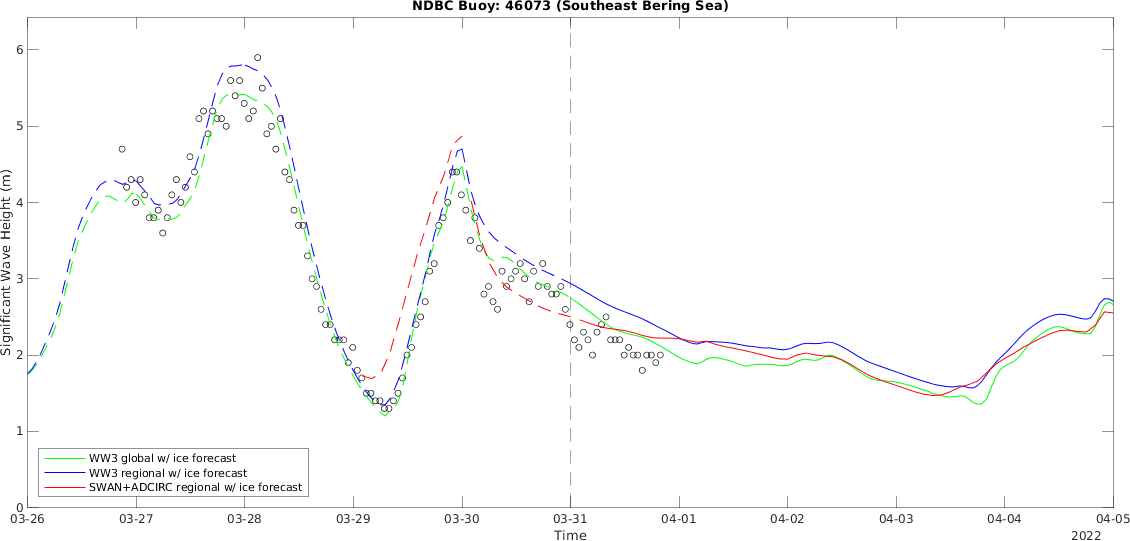 NDBC Buoy: 46073 (Southeast Bering Sea)
Significant Wave Height (m)
6
5
4
3
2
1
0
WW3 global w/ ice forecast
WW3 regional w/ ice forecast
SWAN+ADCIRC regional w/ ice forecast
03-26 03-27 03-28 03-29 03-30 03-31 04-01 04-02 04-03 04-04 04-05
Time
2022